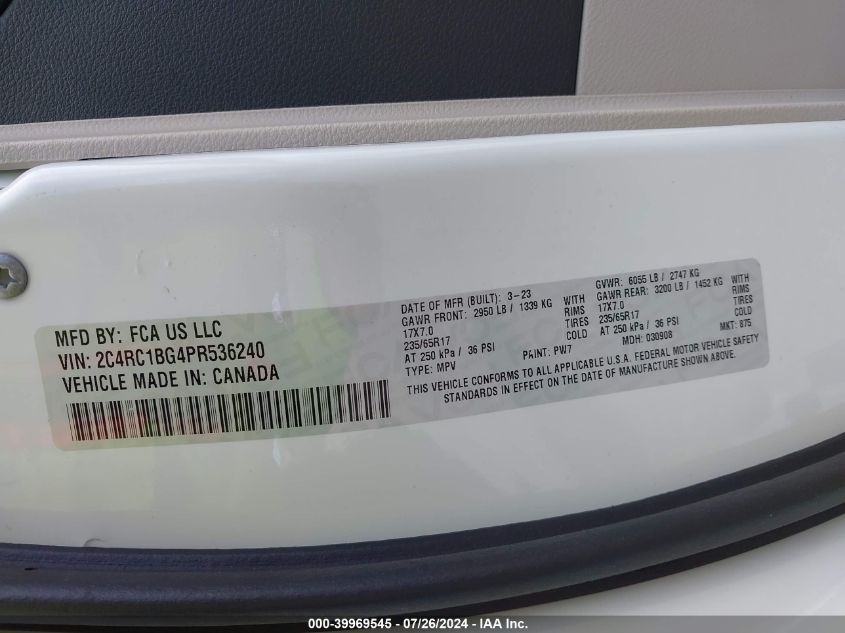 MFD BY: FCA US LLC
VIN: 2C4RC1BG4PR536240
VEHICLE MADE IN: CANADA
DATE OF MFR (BUILT): 3-23
GAWR FRONT: 2950 LB / 1339 KG WITH
17X7.0 RIMS
235/65R17 TIRES
AT 250 kPa / 36 PSI COLD
TYPE: MPV PAINT: PW7
GVWR: 6055 LB / 2747 KG
GAWR REAR: 3200 LB / 1452 KG WITH
17X7.0 RIMS
235/65R17 TIRES
AT 250 kPa / 36 PSI COLD
MDH: 030908 MKT: 875
THIS VEHICLE CONFORMS TO ALL APPLICABLE U.S.A. FEDERAL MOTOR VEHICLE SAFETY
STANDARDS IN EFFECT ON THE DATE OF MANUFACTURE SHOWN ABOVE.
000-39969545 - 07/26/2024 - IAA Inc.